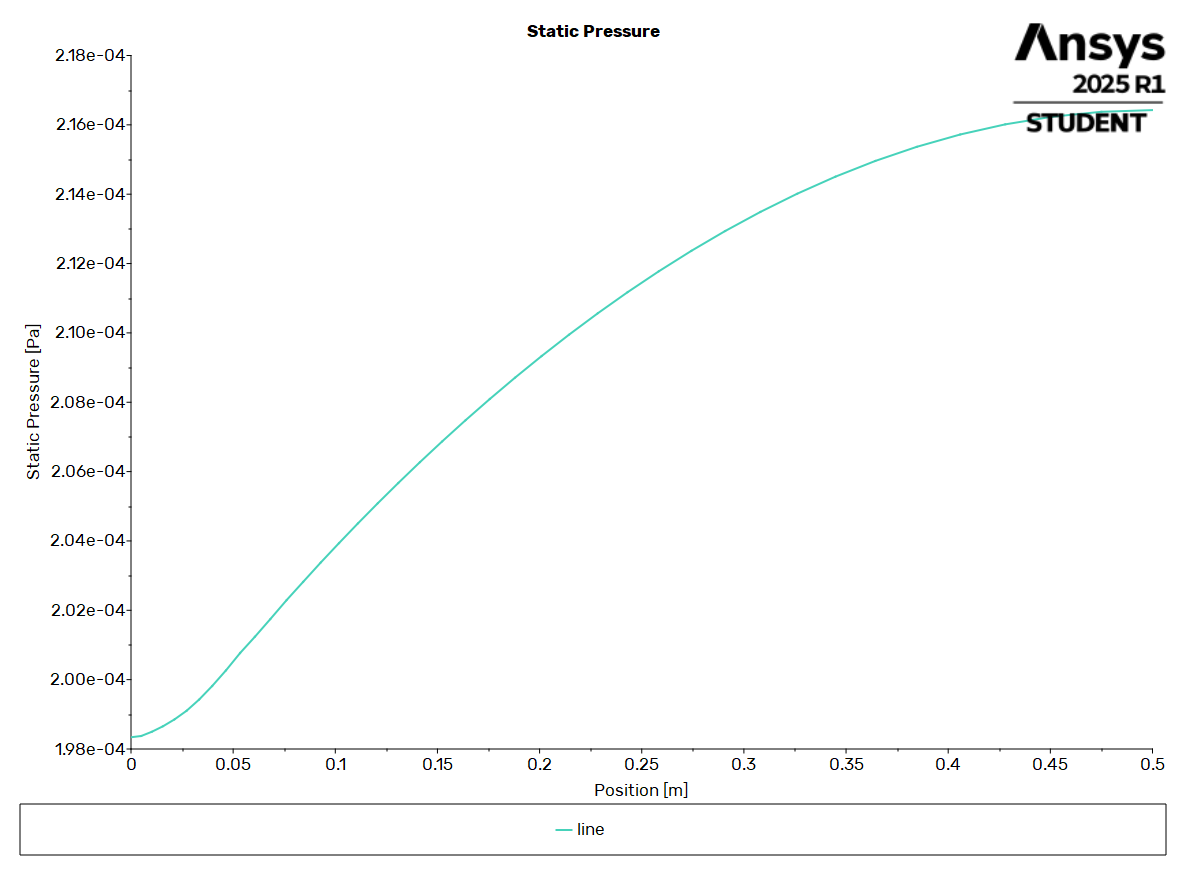 Static Pressure
Ansys
2025 R1
STUDENT
2.18e-04
2.16e-04
2.14e-04
2.12e-04
2.10e-04
2.08e-04
2.06e-04
2.04e-04
2.02e-04
2.00e-04
1.98e-04
Static Pressure [Pa]
0 0.05 0.1 0.15 0.2 0.25 0.3 0.35 0.4 0.45 0.5
Position [m]
line